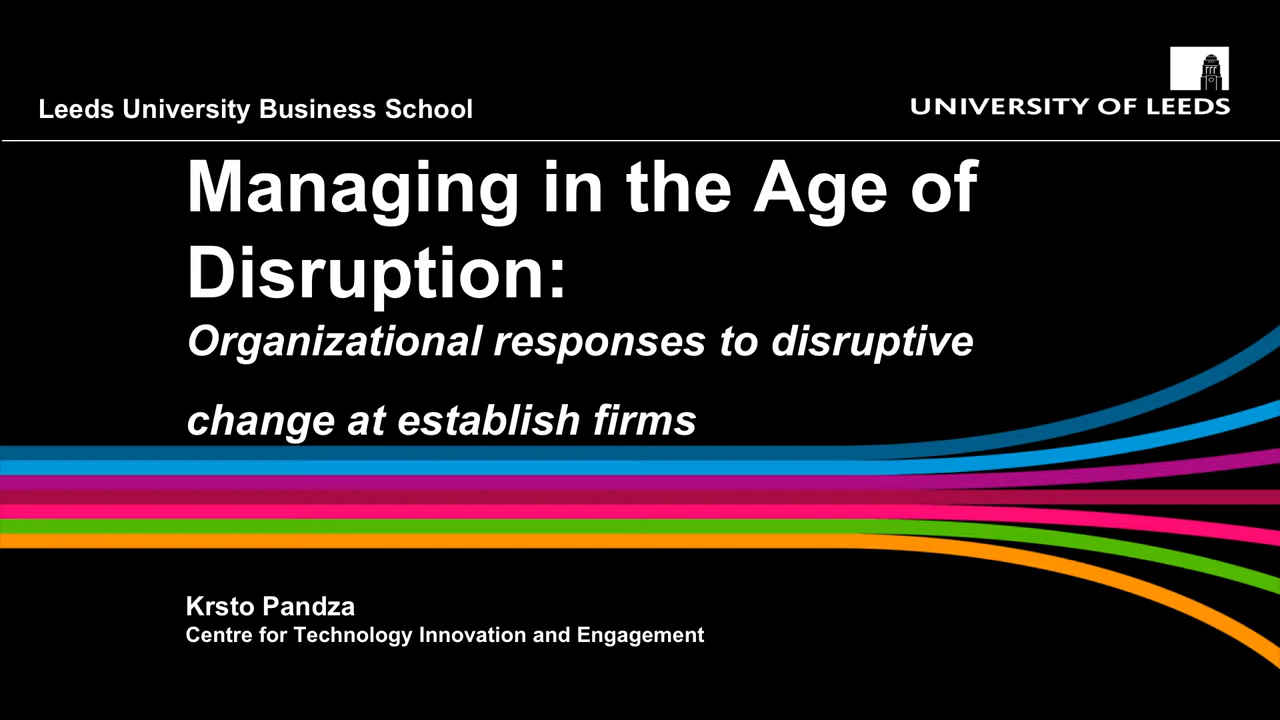 Leeds University Business School
UNIVERSITY OF LEEDS
Managing in the Age of
Disruption:
Organizational responses to disruptive
change at establish firms
Krsto Pandza
Centre for Technology Innovation and Engagement